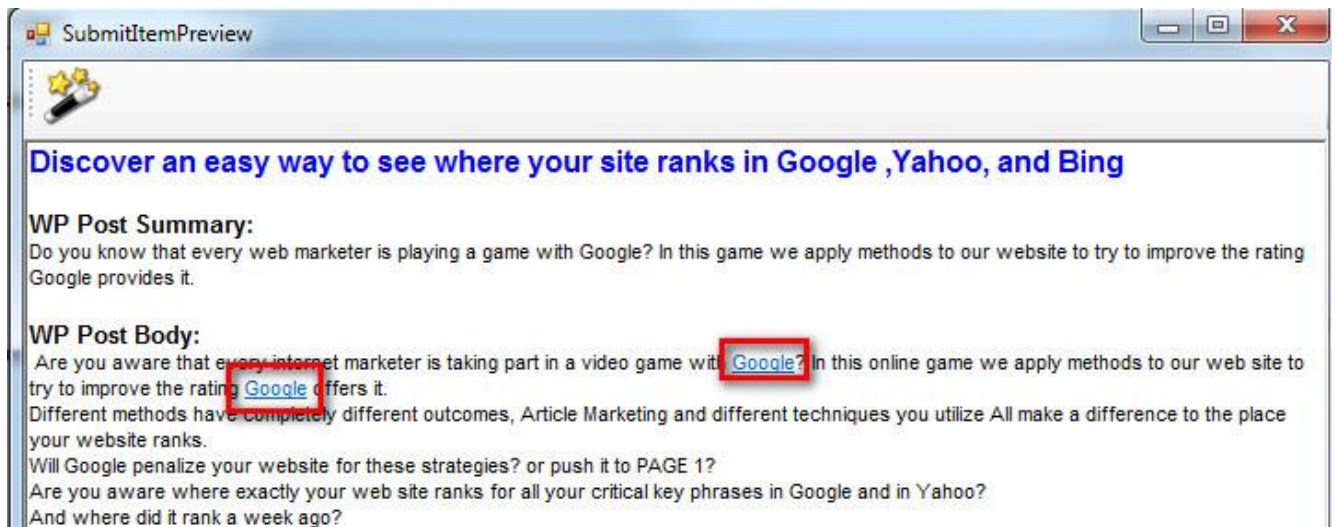 SubmitItemPreview
Discover an easy way to see where your site ranks in Google ,Yahoo, and Bing
WP Post Summary:
Do you know that every web marketer is playing a game with Google? In this game we apply methods to our website to try to improve the rating
Google provides it.
WP Post Body:
Are you aware that every internet marketer is taking part in a video game with Google? In this online game we apply methods to our web site to
try to improve the rating Google offers it.
Different methods have completely different outcomes, Article Marketing and different techniques you utilize All make a difference to the place
your website ranks.
Will Google penalize your website for these strategies? or push it to PAGE 1?
Are you aware where exactly your web site ranks for all your critical key phrases in Google and in Yahoo?
And where did it rank a week ago?